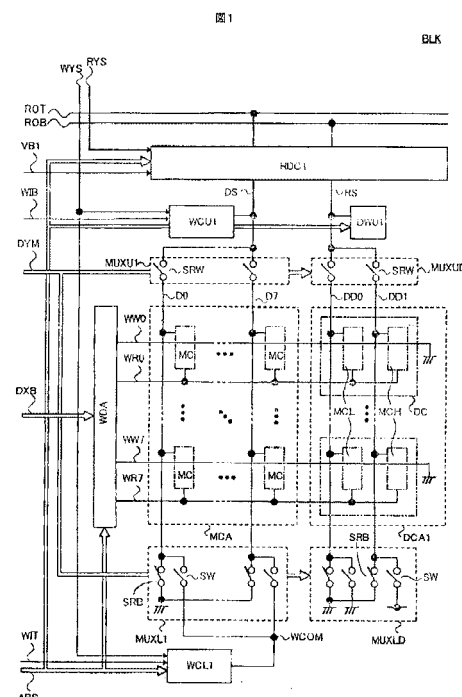 図1
BLK
WYS RYS
ROT
ROB
VB1
RDC1
DS RS
WIB
WCU1
DWU1
DYM
MUXU1 SRW SRW MUXUD
D0 D7 DD0 DD1
WW0
MC MC
WR0
DXB
WDA
MCL MCH DC
WW7
MC MC
WR7
MCA DCA1
SRB
SW SW
SRB
MUXL1 WCOM MUXLD
WIT
WCL1